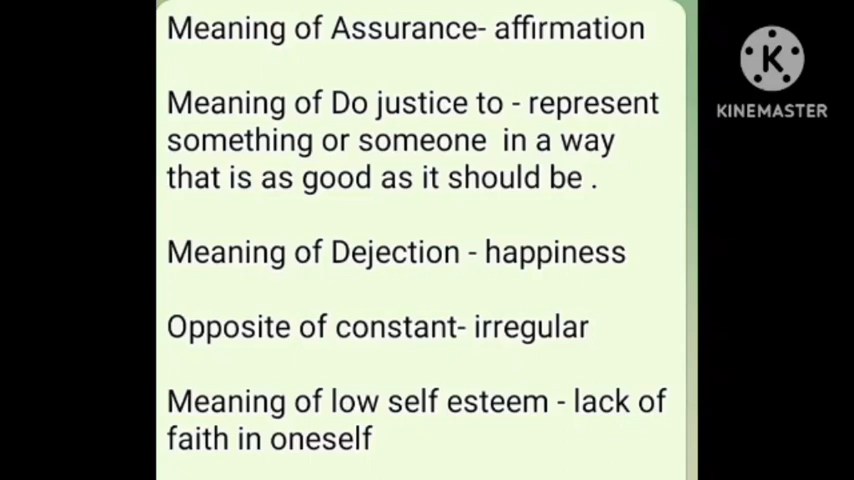 Meaning of Assurance- affirmation
Meaning of Do justice to - represent
something or someone in a way
that is as good as it should be .
Meaning of Dejection - happiness
Opposite of constant- irregular
Meaning of low self esteem - lack of
faith in oneself
K
KINEMASTER